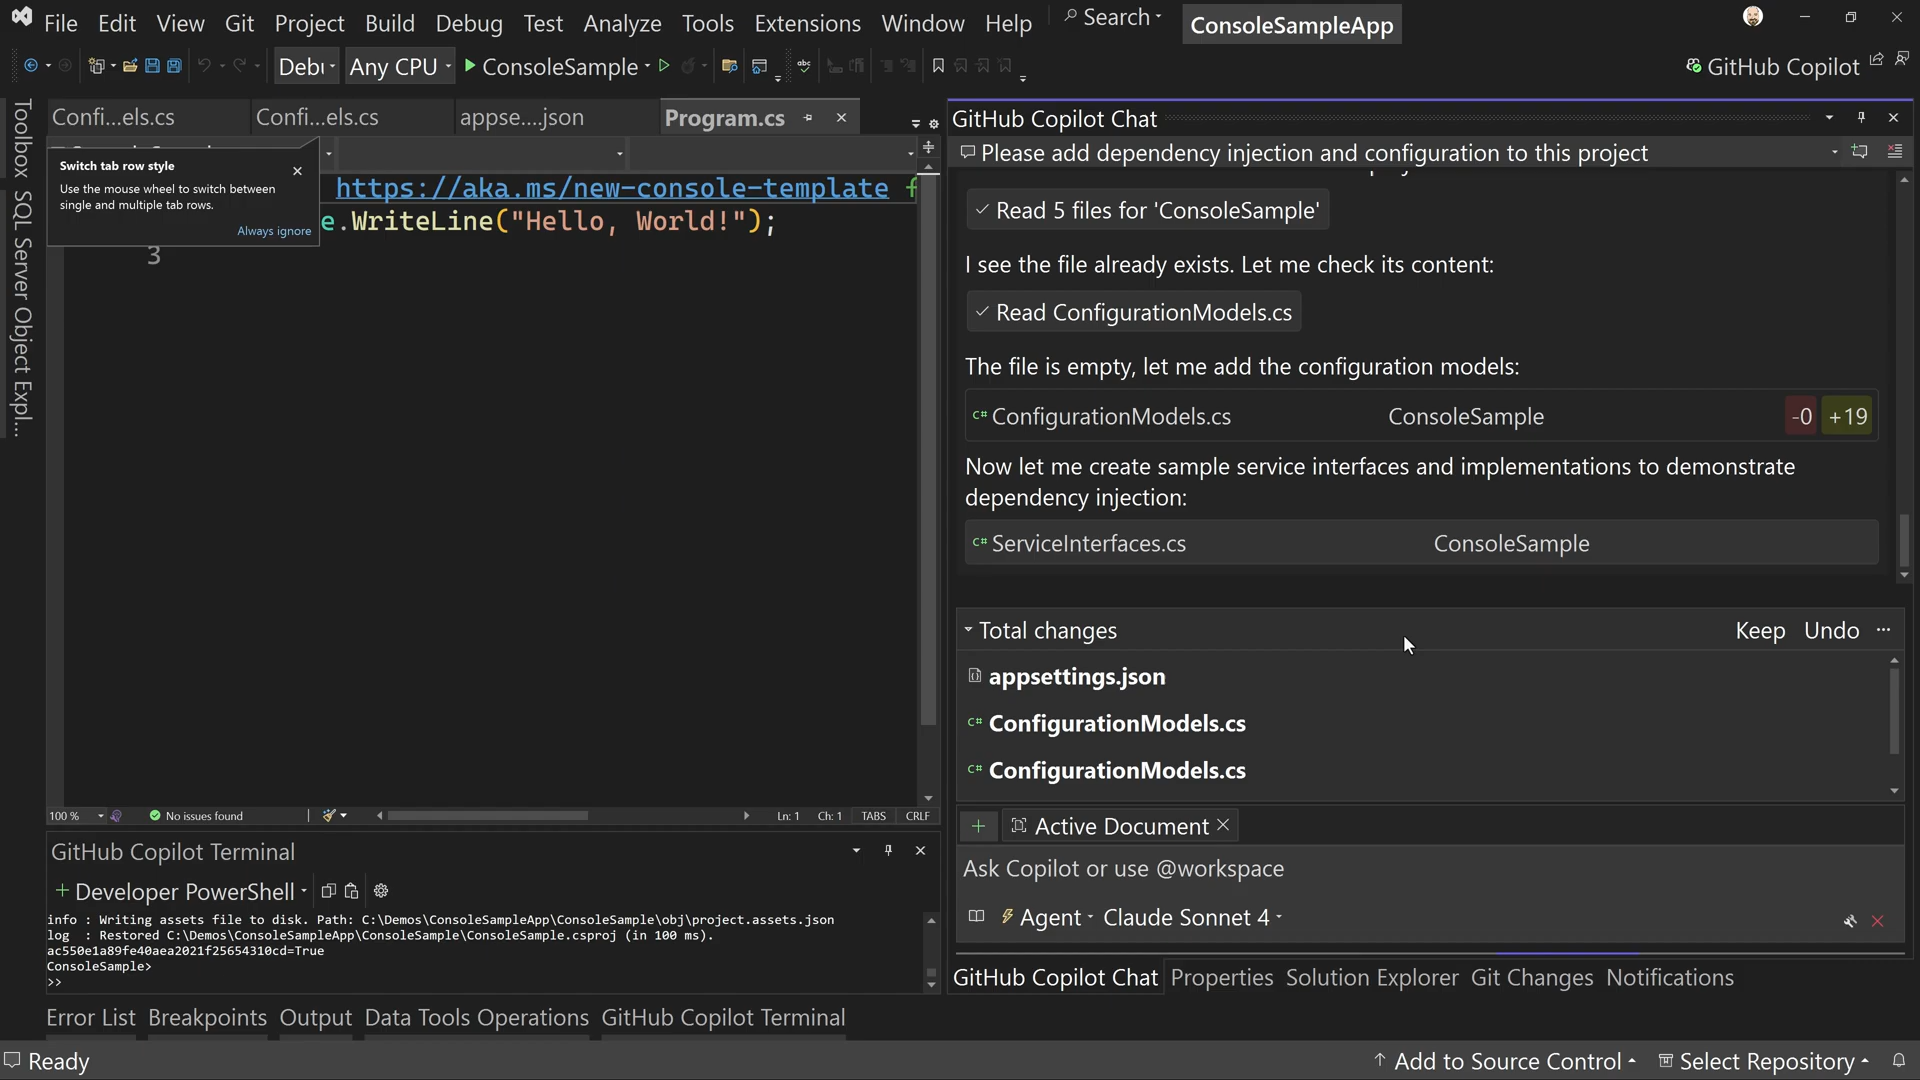 File Edit View Git Project Build Debug Test Analyze Tools Extensions Window Help Search ConsoleSampleApp
Any CPU ConsoleSample GitHub Copilot
Toolbox
SQL Server Object Expl...
Confi...els.cs Confi...els.cs appse....json Program.cs
Switch tab row style
Use the mouse wheel to switch between
single and multiple tab rows.
Always ignore
https://aka.ms/new-console-template f
e.WriteLine("Hello, World!");
3
100 % No issues found Ln: 1 Ch: 1 TABS CRLF
GitHub Copilot Terminal
Developer PowerShell
info : Writing assets file to disk. Path: C:\Demos\ConsoleSampleApp\ConsoleSample\obj\project.assets.json
log : Restored C:\Demos\ConsoleSampleApp\ConsoleSample\ConsoleSample.csproj (in 100 ms).
ac550e1a89fe40aea2021f25654310cd=True
ConsoleSample>
>>
Error List Breakpoints Output Data Tools Operations GitHub Copilot Terminal
GitHub Copilot Chat
Please add dependency injection and configuration to this project
Read 5 files for 'ConsoleSample'
I see the file already exists. Let me check its content:
Read ConfigurationModels.cs
The file is empty, let me add the configuration models:
C# ConfigurationModels.cs ConsoleSample -0 +19
Now let me create sample service interfaces and implementations to demonstrate
dependency injection:
C# ServiceInterfaces.cs ConsoleSample
Total changes Keep Undo ...
appsettings.json
C# ConfigurationModels.cs
C# ConfigurationModels.cs
+ Active Document
Ask Copilot or use @workspace
Agent Claude Sonnet 4
GitHub Copilot Chat Properties Solution Explorer Git Changes Notifications
Ready Add to Source Control Select Repository